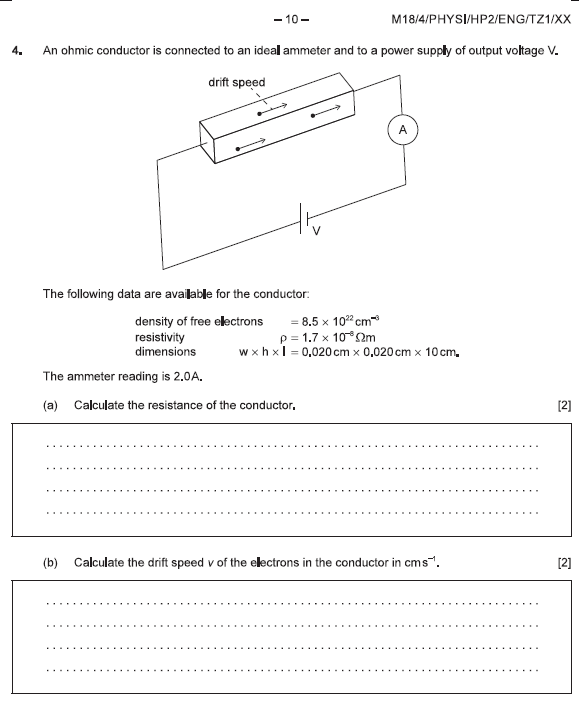 – 10 –
M18/4/PHYSI/HP2/ENG/TZ1/XX
4. An ohmic conductor is connected to an ideal ammeter and to a power supply of output voltage V.
drift speed
A
V
The following data are available for the conductor:
density of free electrons = 8.5 × 10²² cm⁻³
resistivity ρ = 1.7 × 10⁻⁸ Ωm
dimensions w × h × l = 0.020 cm × 0.020 cm × 10 cm.
The ammeter reading is 2.0A.
(a) Calculate the resistance of the conductor. [2]
(b) Calculate the drift speed v of the electrons in the conductor in cm s⁻¹. [2]